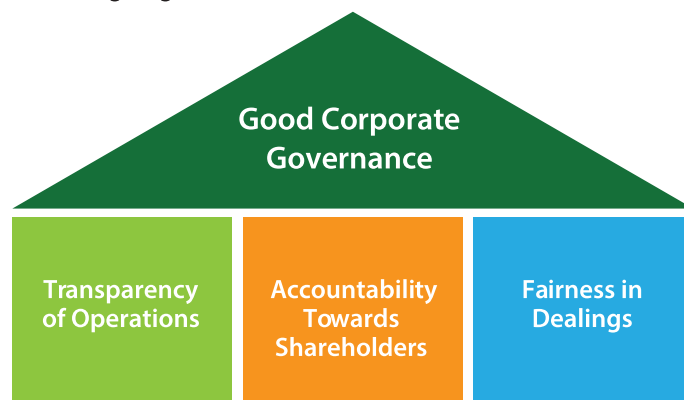 Good Corporate
Governance
Transparency
of Operations
Accountability
Towards
Shareholders
Fairness in
Dealings